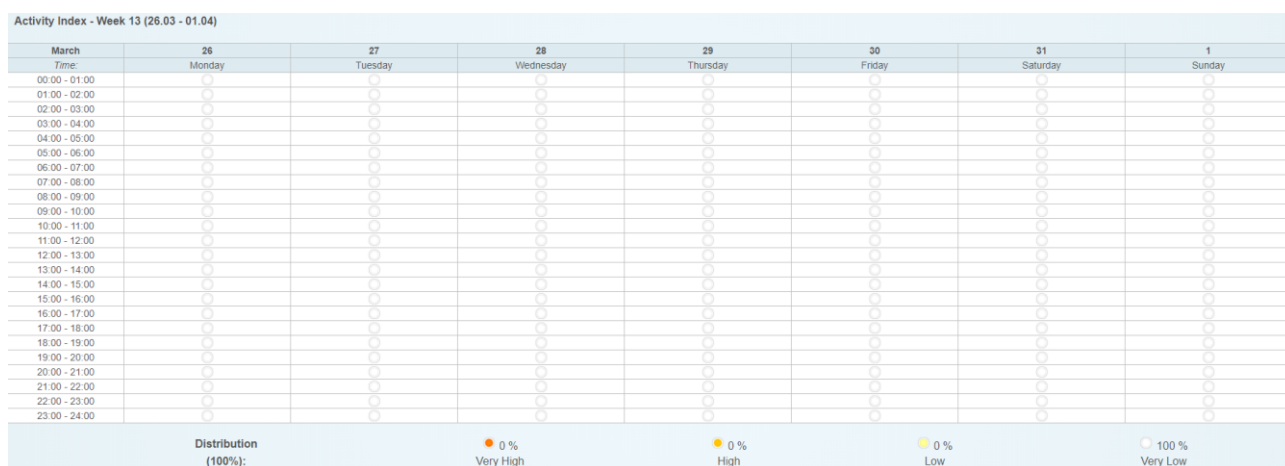 Activity Index - Week 13 (26.03 - 01.04)
March 26 27 28 29 30 31 1
Time: Monday Tuesday Wednesday Thursday Friday Saturday Sunday
00:00 - 01:00
01:00 - 02:00
02:00 - 03:00
03:00 - 04:00
04:00 - 05:00
05:00 - 06:00
06:00 - 07:00
07:00 - 08:00
08:00 - 09:00
09:00 - 10:00
10:00 - 11:00
11:00 - 12:00
12:00 - 13:00
13:00 - 14:00
14:00 - 15:00
15:00 - 16:00
16:00 - 17:00
17:00 - 18:00
18:00 - 19:00
19:00 - 20:00
20:00 - 21:00
21:00 - 22:00
22:00 - 23:00
23:00 - 24:00
Distribution 0 % 0 % 0 % 100 %
(100%): Very High High Low Very Low